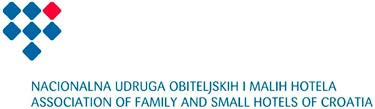 NACIONALNA UDRUGA OBITELJSKIH I MALIH HOTELA
ASSOCIATION OF FAMILY AND SMALL HOTELS OF CROATIA